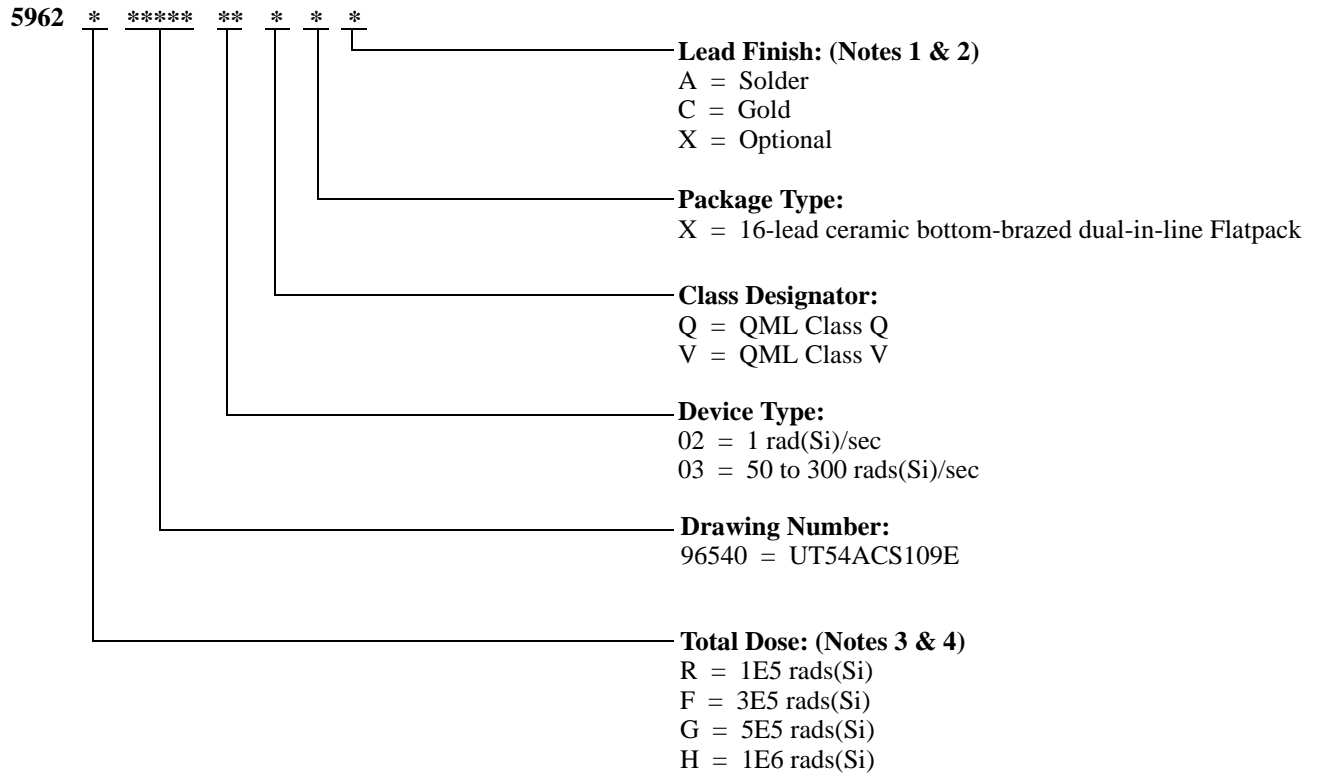 5962 * ***** ** * * *
Lead Finish: (Notes 1 & 2)
A = Solder
C = Gold
X = Optional
Package Type:
X = 16-lead ceramic bottom-brazed dual-in-line Flatpack
Class Designator:
Q = QML Class Q
V = QML Class V
Device Type:
02 = 1 rad(Si)/sec
03 = 50 to 300 rads(Si)/sec
Drawing Number:
96540 = UT54ACS109E
Total Dose: (Notes 3 & 4)
R = 1E5 rads(Si)
F = 3E5 rads(Si)
G = 5E5 rads(Si)
H = 1E6 rads(Si)